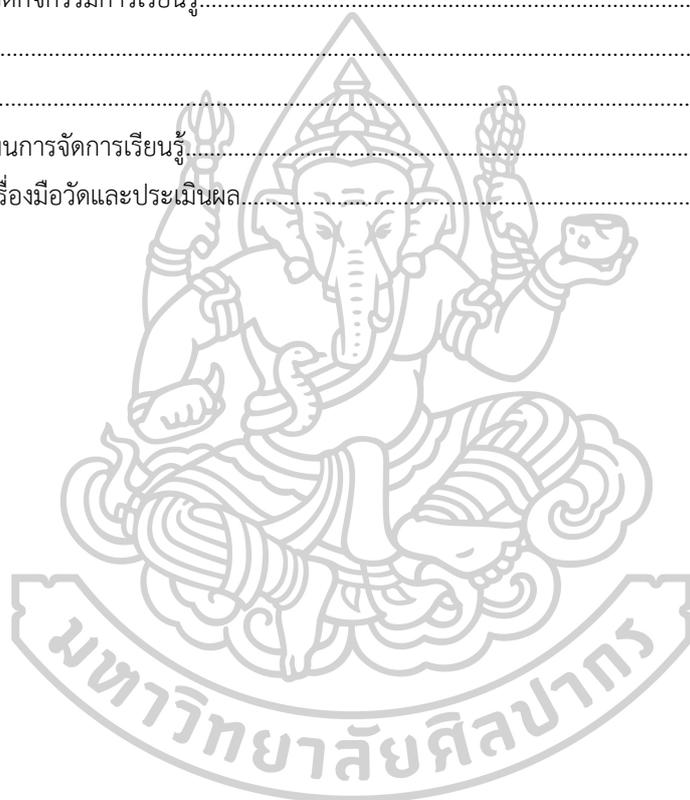 กิจกรรมการเรียนรู้................................................................................
................................................................................
................................................................................
นการจัดการเรียนรู้................................................................................
รื่องมือวัดและประเมินผล................................................................................
มหาวิทยาลัยศิลปากร